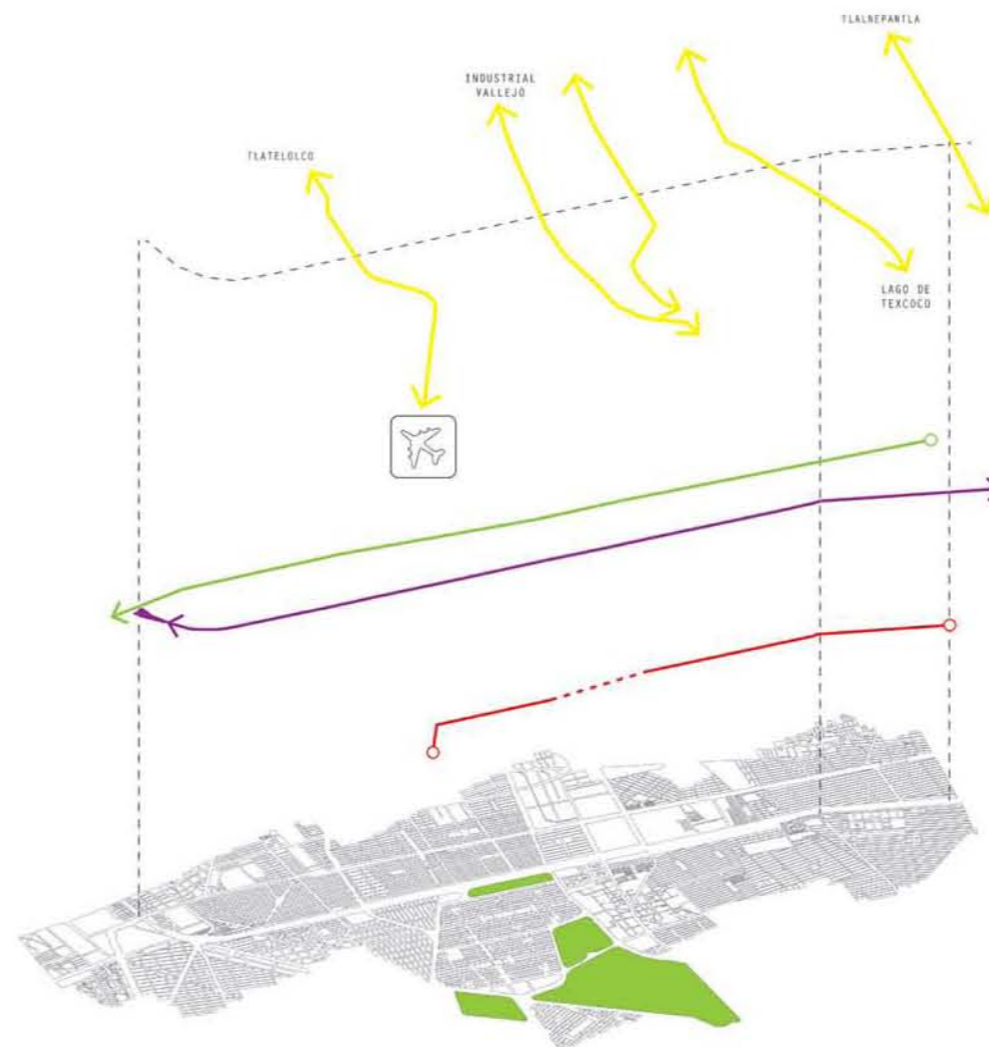 TLALNEPANTLA
INDUSTRIAL
VALLEJO
TLATELOLCO
LAGO DE
TEXCOCO